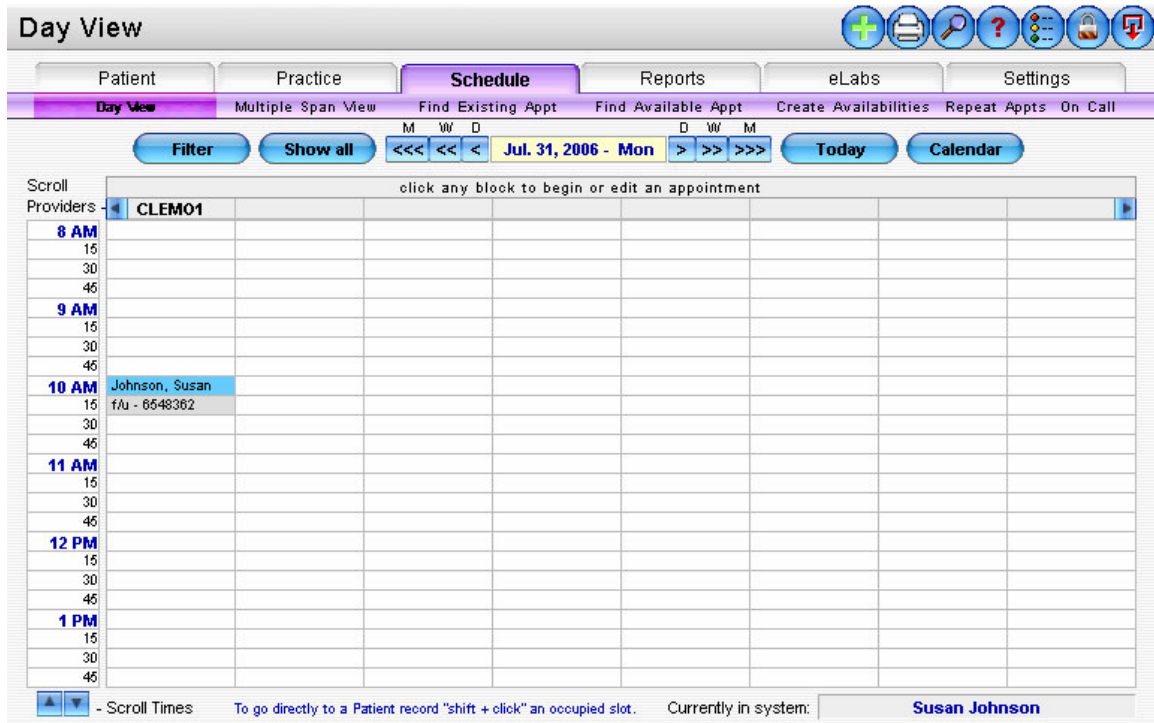 Day View
?
Patient Practice Schedule Reports eLabs Settings
Day View Multiple Span View Find Existing Appt Find Available Appt Create Availabilities Repeat Appts On Call
M W D D W M
Filter Show all <<< << < Jul. 31, 2006 - Mon > >> >>> Today Calendar
Scroll click any block to begin or edit an appointment
Providers - CLEM01
8 AM
15
30
45
9 AM
15
30
45
10 AM Johnson, Susan
15 f/u - 6548362
30
45
11 AM
15
30
45
12 PM
15
30
45
1 PM
15
30
45
- Scroll Times To go directly to a Patient record "shift + click" an occupied slot. Currently in system: Susan Johnson